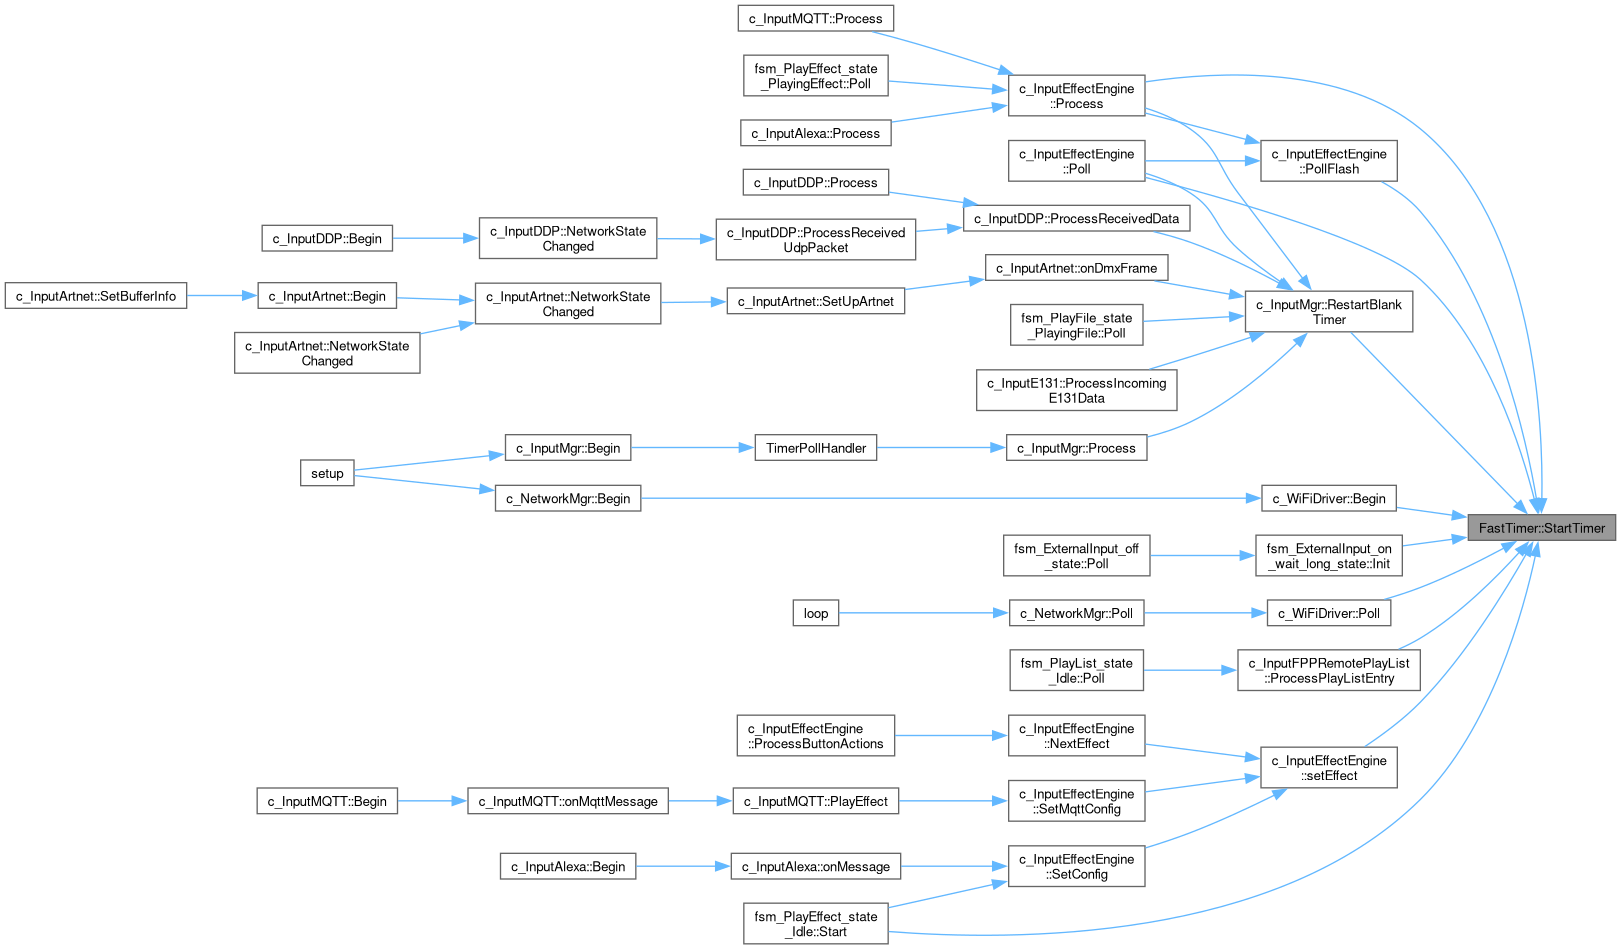 c_InputMQTT::Process
fsm_PlayEffect_state
_PlayingEffect::Poll
c_InputEffectEngine
::Process
c_InputAlexa::Process
c_InputEffectEngine
::Poll
c_InputEffectEngine
::PollFlash
c_InputDDP::Process
c_InputDDP::ProcessReceivedData
c_InputDDP::Begin
c_InputDDP::NetworkState
Changed
c_InputDDP::ProcessReceived
UdpPacket
c_InputArtnet::onDmxFrame
c_InputArtnet::SetBufferInfo
c_InputArtnet::Begin
c_InputArtnet::NetworkState
Changed
c_InputArtnet::SetUpArtnet
c_InputMgr::RestartBlank
Timer
fsm_PlayFile_state
_PlayingFile::Poll
c_InputArtnet::NetworkState
Changed
c_InputE131::ProcessIncoming
E131Data
setup
c_InputMgr::Begin
TimerPollHandler
c_InputMgr::Process
c_NetworkMgr::Begin
c_WiFiDriver::Begin
FastTimer::StartTimer
fsm_ExternalInput_off
_state::Poll
fsm_ExternalInput_on
_wait_long_state::Init
loop
c_NetworkMgr::Poll
c_WiFiDriver::Poll
fsm_PlayList_state
_Idle::Poll
c_InputFPPRemotePlayList
::ProcessPlayListEntry
c_InputEffectEngine
::ProcessButtonActions
c_InputEffectEngine
::NextEffect
c_InputEffectEngine
::setEffect
c_InputMQTT::Begin
c_InputMQTT::onMqttMessage
c_InputMQTT::PlayEffect
c_InputEffectEngine
::SetMqttConfig
c_InputAlexa::Begin
c_InputAlexa::onMessage
c_InputEffectEngine
::SetConfig
fsm_PlayEffect_state
_Idle::Start